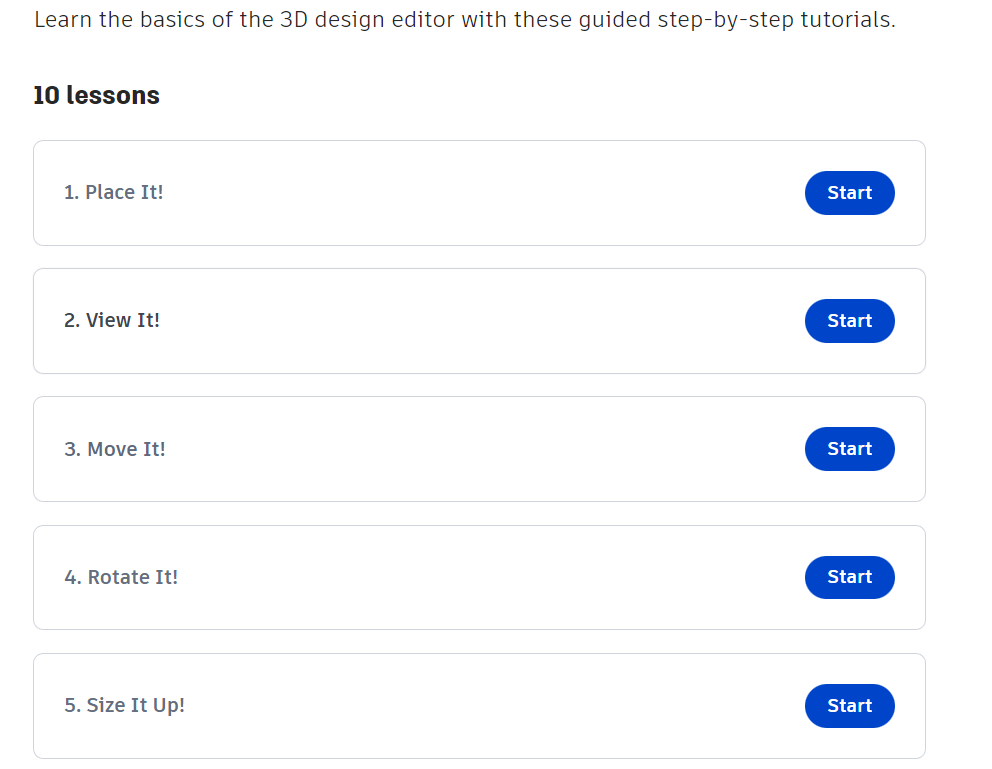 Learn the basics of the 3D design editor with these guided step-by-step tutorials.
10 lessons
1. Place It!
Start
2. View It!
Start
3. Move It!
Start
4. Rotate It!
Start
5. Size It Up!
Start